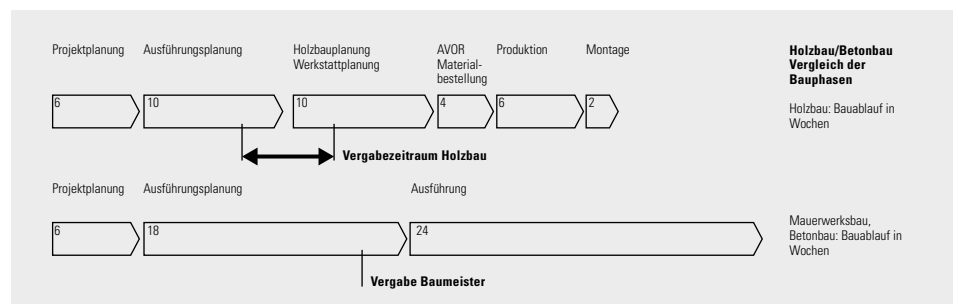 Projektplanung
Ausführungsplanung
Holzbauplanung
Werkstattplanung
AVOR
Material-
bestellung
Produktion
Montage
Holzbau/Betonbau
Vergleich der
Bauphasen
6
10
10
4
6
2
Holzbau: Bauablauf in
Wochen
Vergabezeitraum Holzbau
Projektplanung
Ausführungsplanung
Ausführung
6
18
24
Mauerwerksbau,
Betonbau: Bauablauf in
Wochen
Vergabe Baumeister